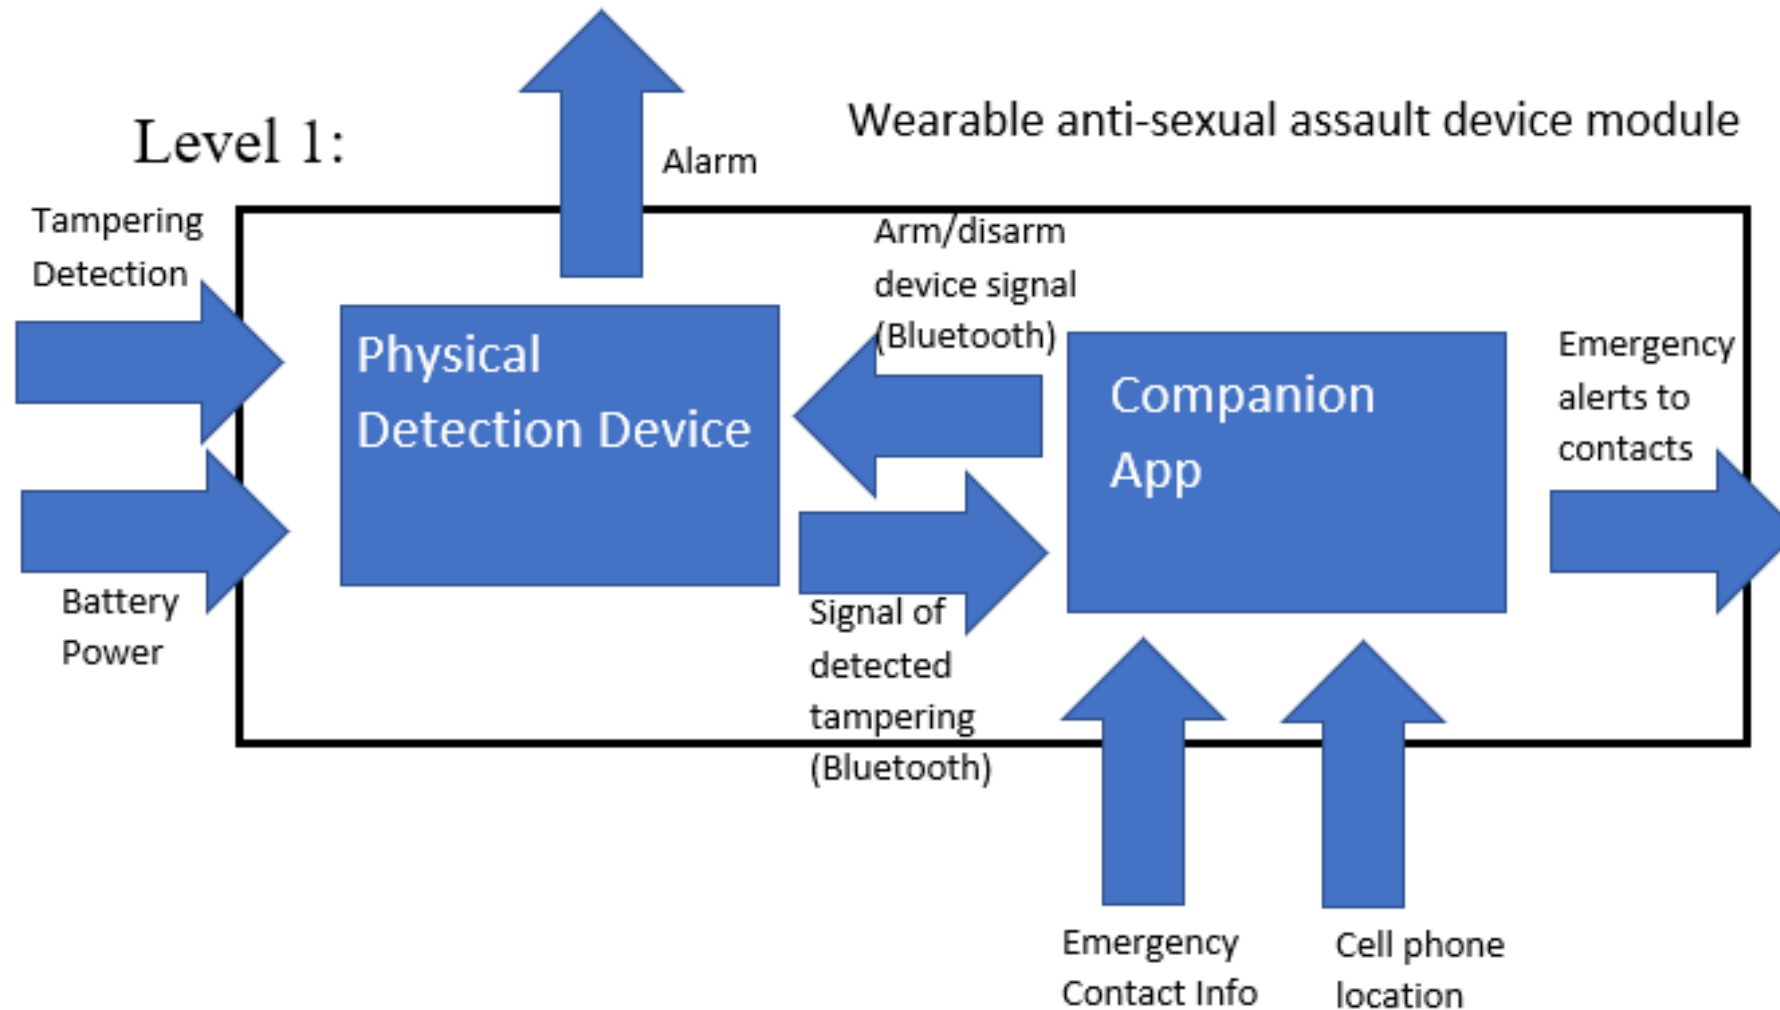 Level 1:
Wearable anti-sexual assault device module
Alarm
Tampering
Detection
Arm/disarm
device signal
(Bluetooth)
Physical
Detection Device
Companion
App
Emergency
alerts to
contacts
Battery
Power
Signal of
detected
tampering
(Bluetooth)
Emergency
Contact Info
Cell phone
location